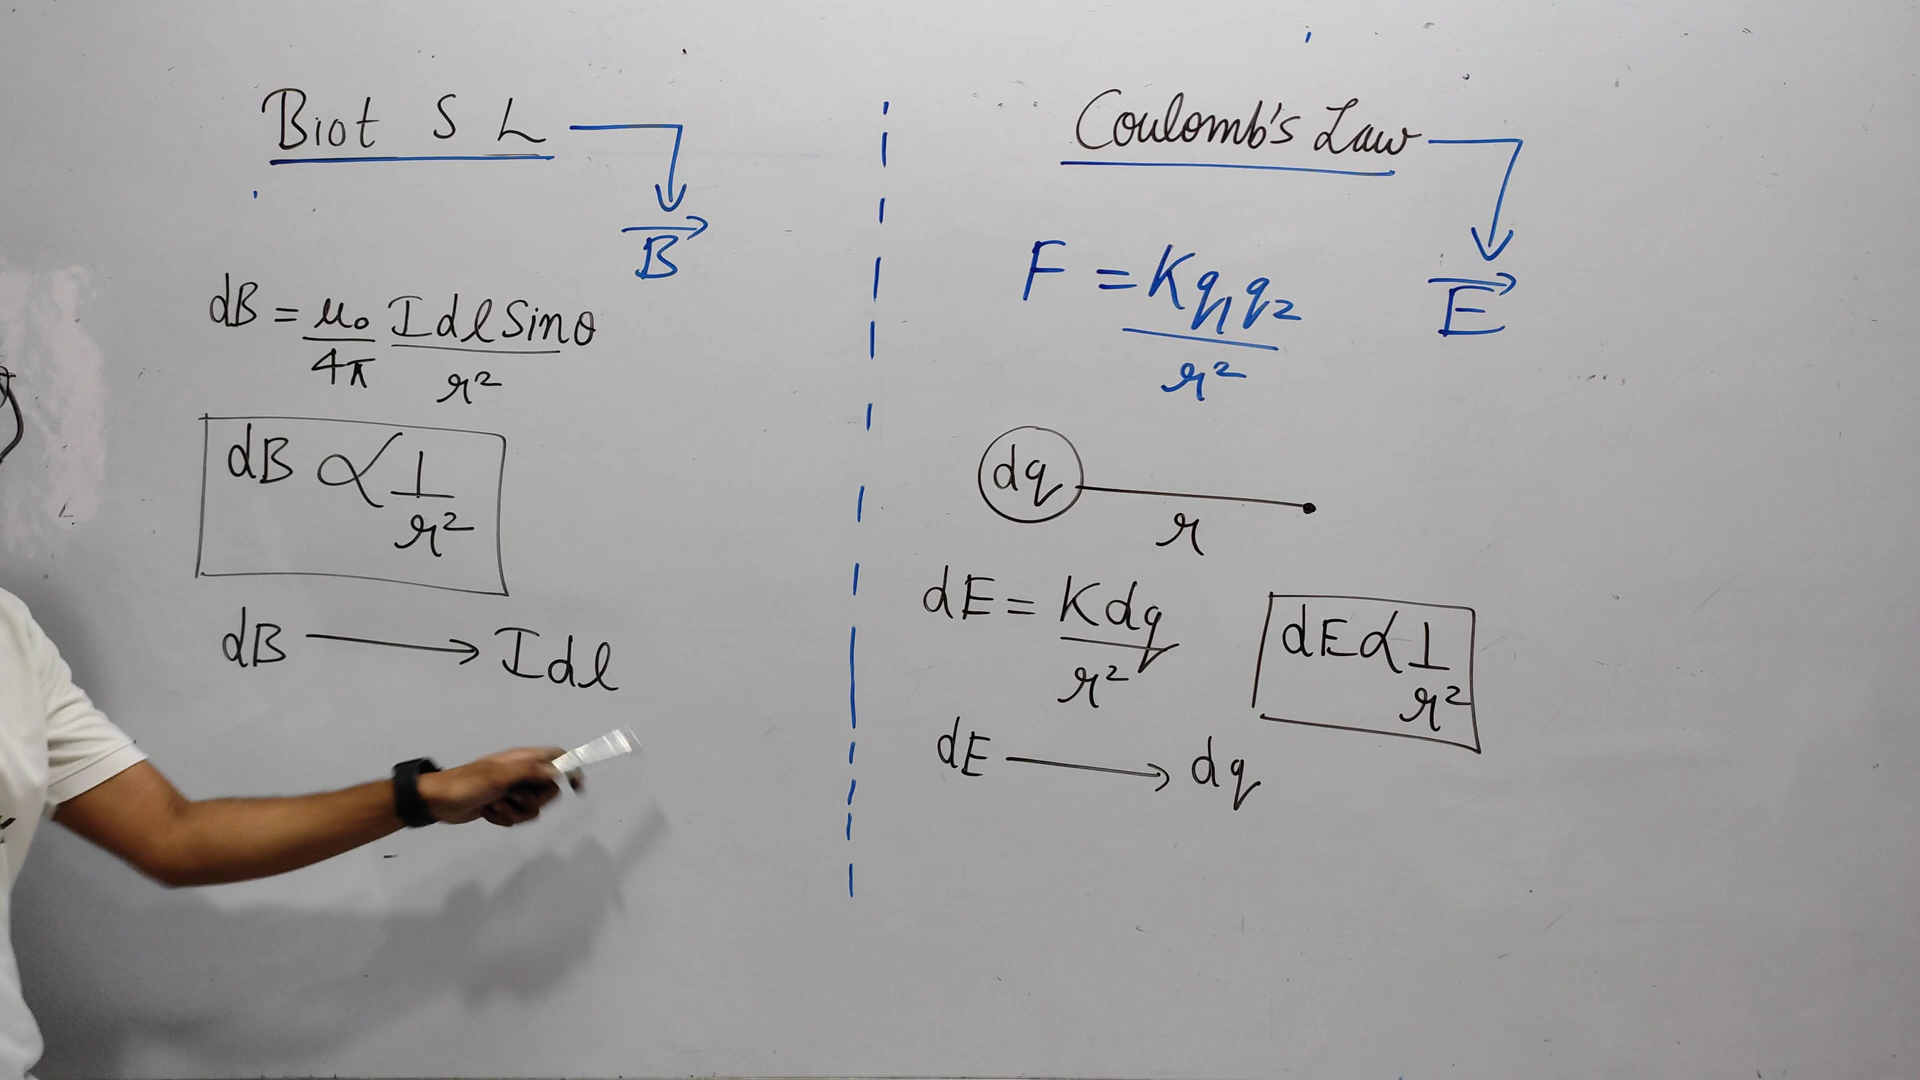 Biot S L
B
dB = μ₀/4π Idl Sinθ/r²
dB ∝ 1/r²
dB → Idl
Coulomb's Law
E
F = Kq₁q₂/r²
dq
r
dE = Kdq/r²
dE ∝ 1/r²
dE → dq